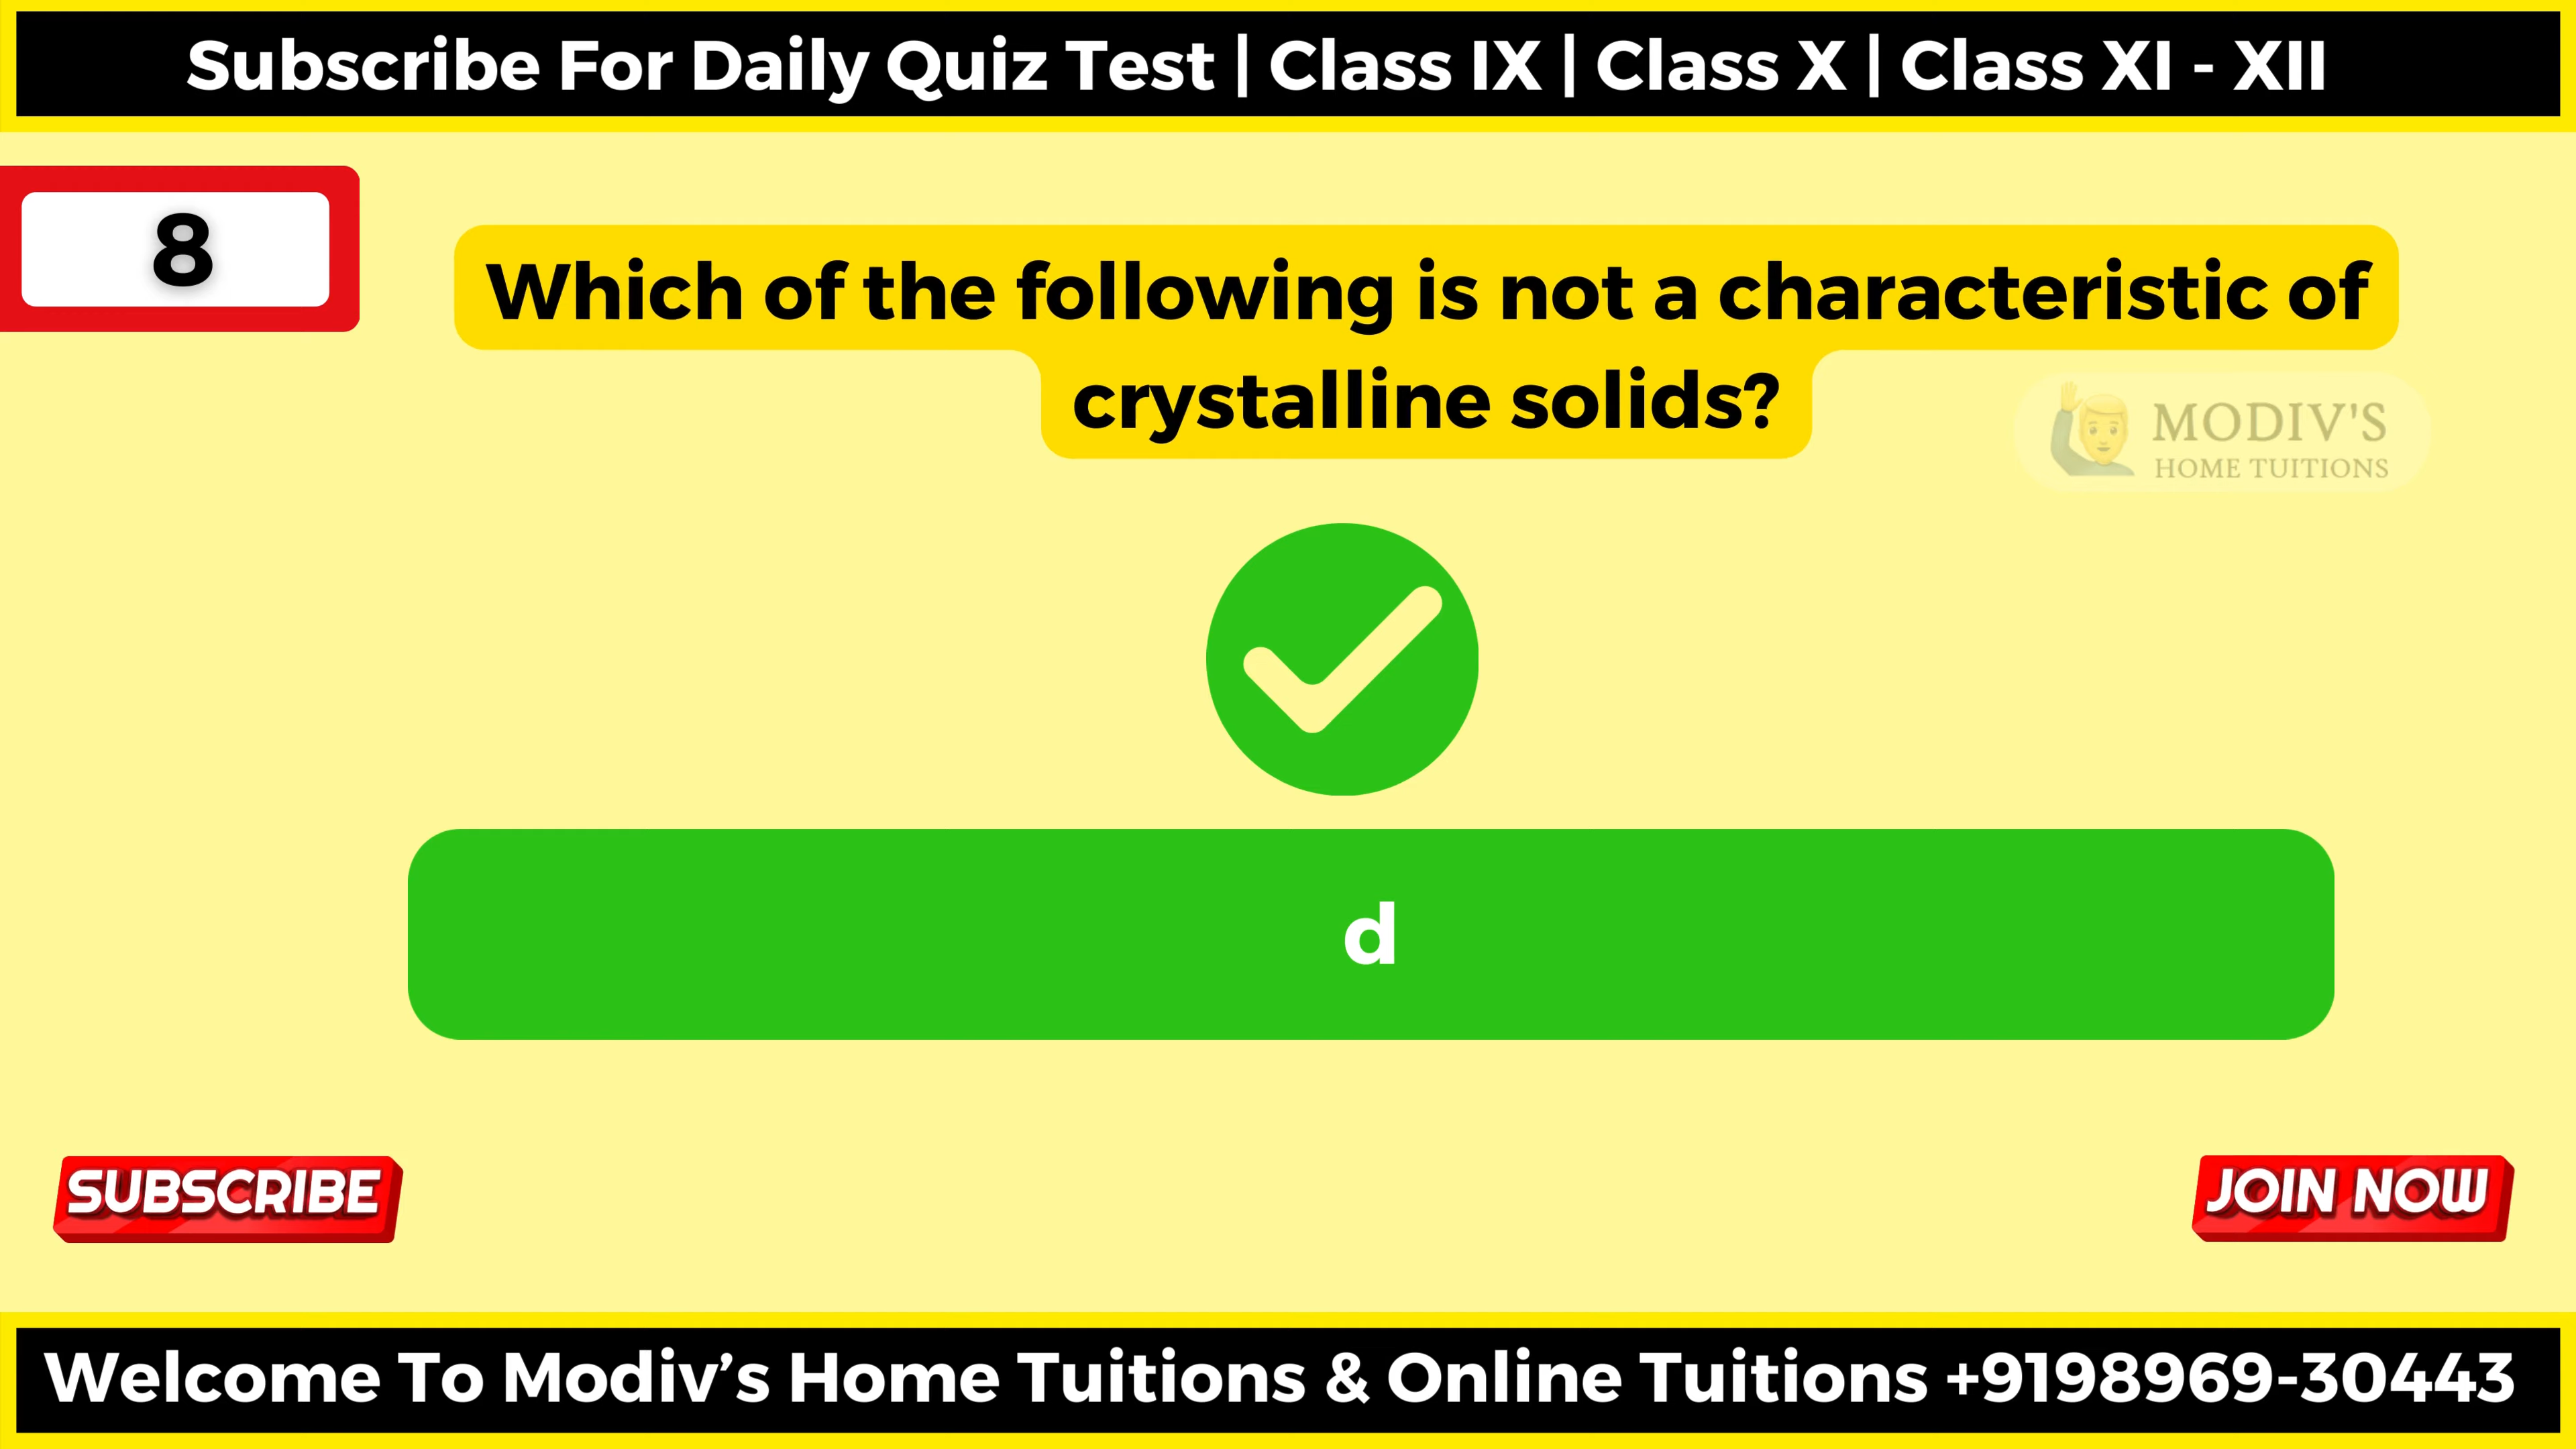 Subscribe For Daily Quiz Test | Class IX | Class X | Class XI - XII
8
Which of the following is not a characteristic of
crystalline solids?
MODIV'S
HOME TUITIONS
d
SUBSCRIBE
JOIN NOW
Welcome To Modiv’s Home Tuitions & Online Tuitions +9198969-30443